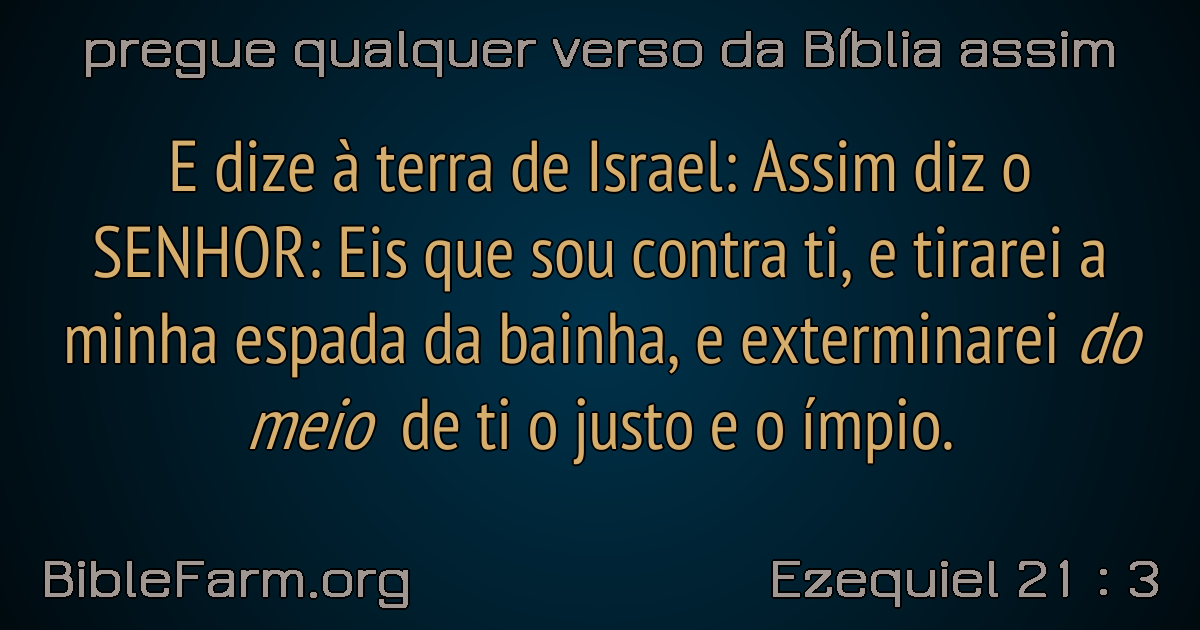 pregue qualquer verso da Bíblia assim
E dize à terra de Israel: Assim diz o
SENHOR: Eis que sou contra ti, e tirarei a
minha espada da bainha, e exterminarei do
meio de ti o justo e o ímpio.
BibleFarm.org
Ezequiel 21 : 3